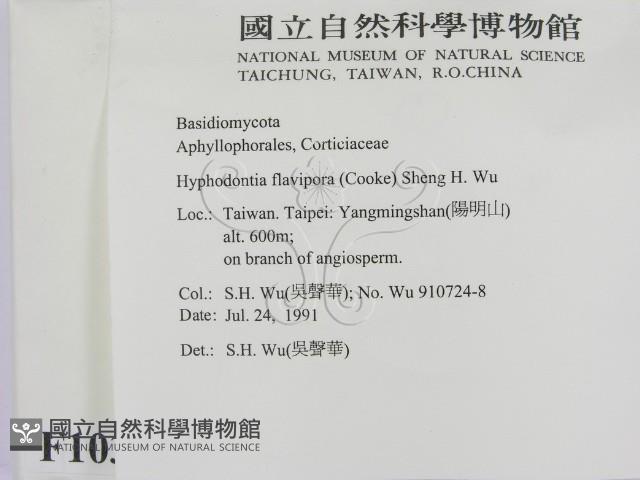 國立自然科學博物館
NATIONAL MUSEUM OF NATURAL SCIENCE
TAICHUNG, TAIWAN, R.O.CHINA
Basidiomycota
Aphyllophorales, Corticiaceae
Hyphodontia flavipora (Cooke) Sheng H. Wu
Loc.: Taiwan. Taipei: Yangmingshan(陽明山)
alt. 600m;
on branch of angiosperm.
Col.: S.H. Wu(吳聲華); No. Wu 910724-8
Date: Jul. 24, 1991
Det.: S.H. Wu(吳聲華)
國立自然科學博物館
NATIONAL MUSEUM OF NATURAL SCIENCE